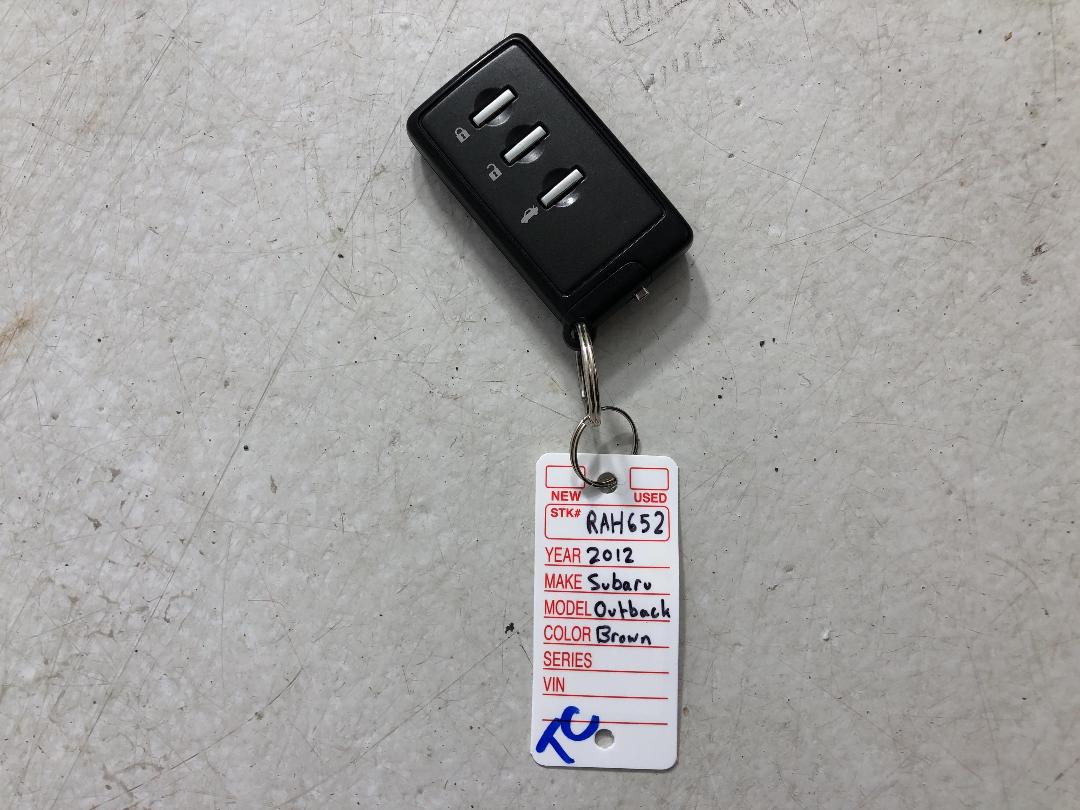 NEW USED
STK# RAH652
YEAR 2012
MAKE Subaru
MODEL Outback
COLOR Brown
SERIES
VIN
TC